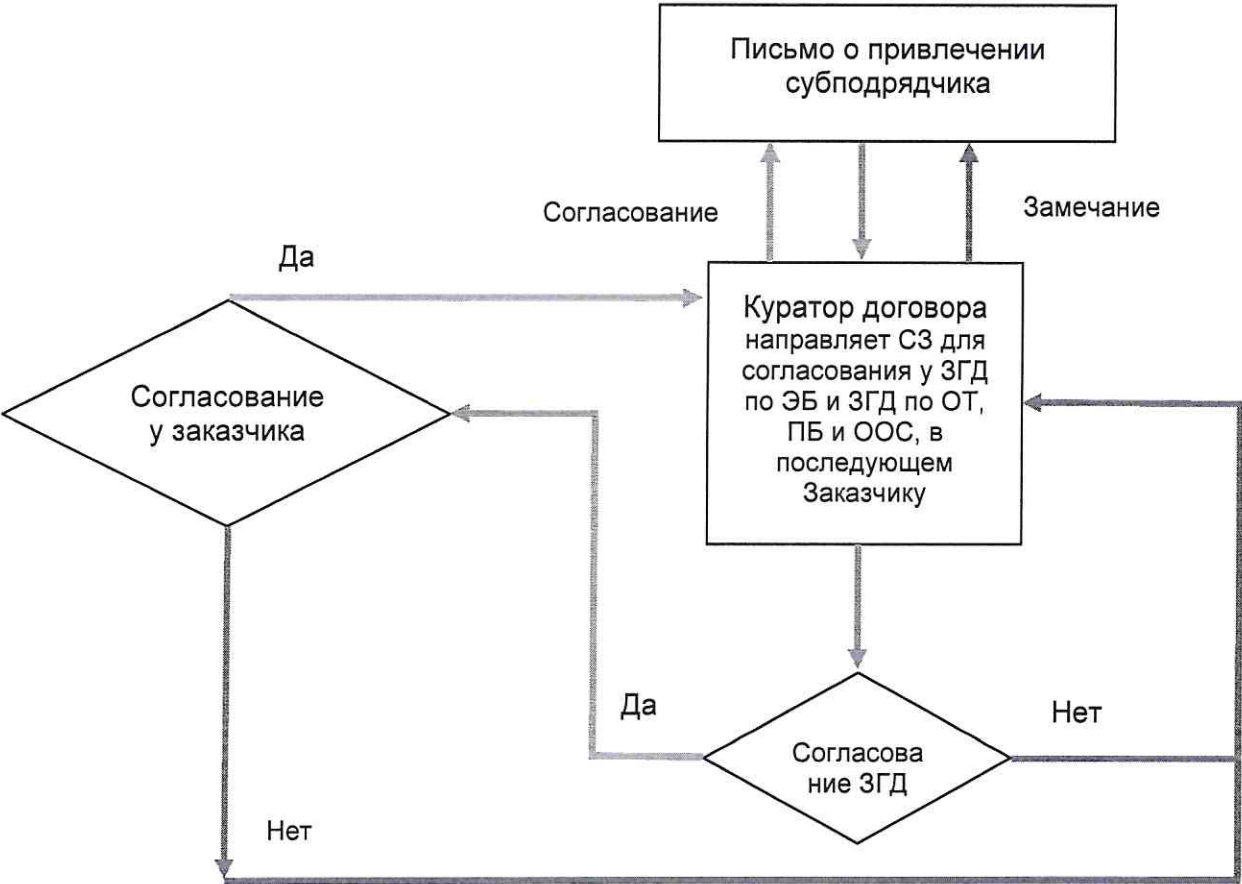 Письмо о привлечении
субподрядчика
Согласование
Замечание
Да
Куратор договора
направляет СЗ для
согласования у ЗГД
по ЭБ и ЗГД по ОТ,
ПБ и ООС, в
последующем
Заказчику
Согласование
у заказчика
Да
Нет
Согласова
ние ЗГД
Нет